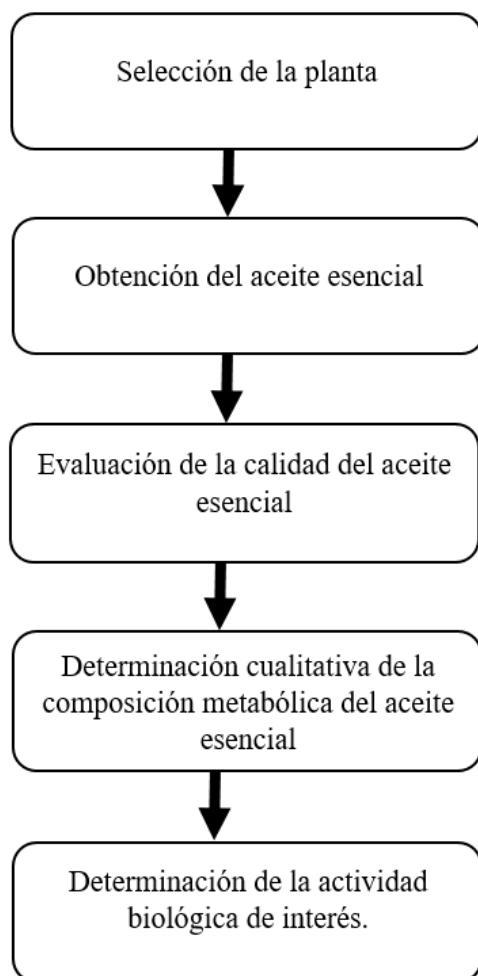 Selección de la planta
Obtención del aceite esencial
Evaluación de la calidad del aceite
esencial
Determinación cualitativa de la
composición metabólica del aceite
esencial
Determinación de la actividad
biológica de interés.